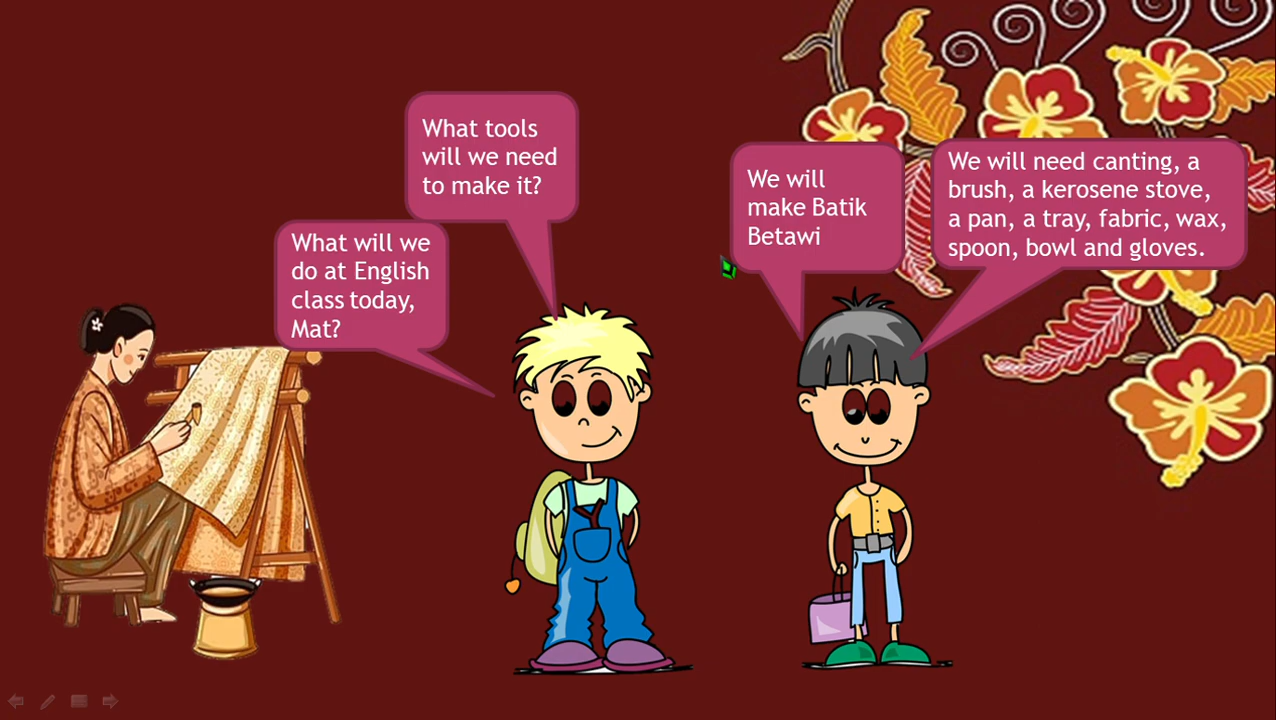 What will we
do at English
class today,
Mat?
What tools
will we need
to make it?
We will
make Batik
Betawi
We will need canting, a
brush, a kerosene stove,
a pan, a tray, fabric, wax,
spoon, bowl and gloves.